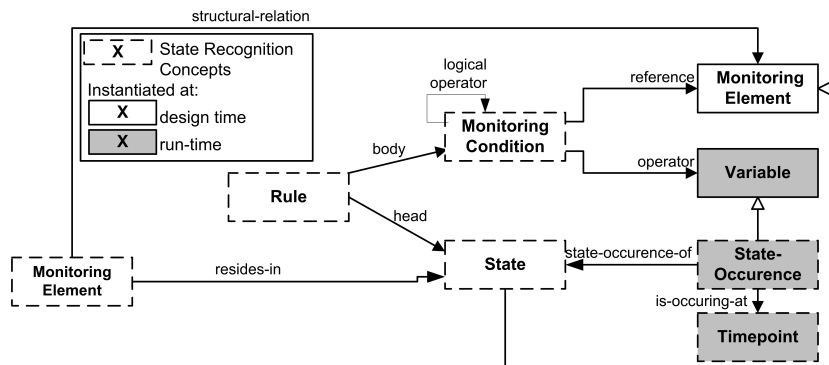 structural-relation
X
State Recognition
Concepts
Instantiated at:
X
design time
X
run-time
logical
operator
reference
Monitoring
Element
Monitoring
Condition
body
operator
Variable
Rule
head
Monitoring
Element
resides-in
State
state-occurence-of
State-
Occurence
is-occuring-at
Timepoint